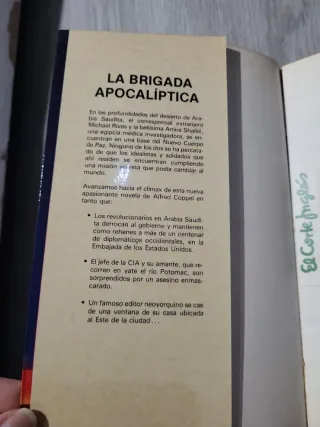 LA BRIGADA
APOCALÍPTICA
En las profundidades del desierto de Ara-
bia Saudita, el corresponsal extranjero
Michael Rivas y la bellísima Amira Shallai,
una egipcia médica investigadora, se en-
cuentran en una base del Nuevo Cuerpo
de Paz. Ninguno de los dos se ha percata-
do de que los idealistas y soldados que
ahí residen se encuentran cumpliendo
una misión secreta que podía cambiar al
mundo.
Avanzamos hacia el clímax de esta nueva
apasionante novela de Alfred Coppel en
tanto que:
• Los revolucionarios en Arabia Saudi-
ta derrocan al gobierno y mantienen
como rehenes a más de un centenar
de diplomáticos occidentales, en la
Embajada de los Estados Unidos.
• El jefe de la CIA y su amante, que re-
corren en yate el río Potomac, son
sorprendidos por un asesino enmas-
carado.
• Un famoso editor neoyorquino se cae
de una ventana de su casa ubicada
al Este de la ciudad...
El Corte Inglés